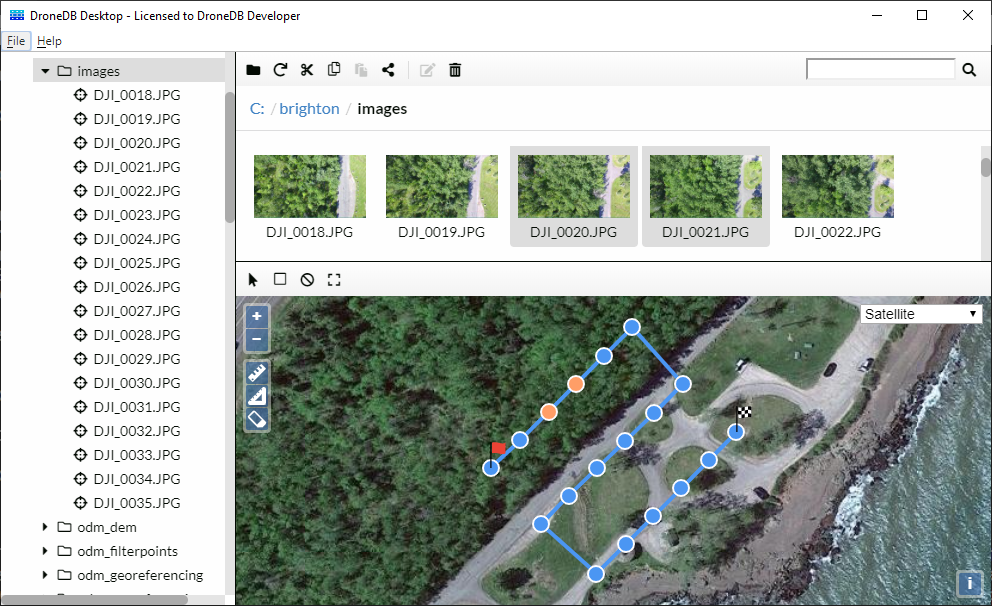 DroneDB Desktop - Licensed to DroneDB Developer
File Help
images
DJI_0018.JPG
DJI_0019.JPG
DJI_0020.JPG
DJI_0021.JPG
DJI_0022.JPG
DJI_0023.JPG
DJI_0024.JPG
DJI_0025.JPG
DJI_0026.JPG
DJI_0027.JPG
DJI_0028.JPG
DJI_0029.JPG
DJI_0030.JPG
DJI_0031.JPG
DJI_0032.JPG
DJI_0033.JPG
DJI_0034.JPG
DJI_0035.JPG
odm_dem
odm_filterpoints
odm_georeferencing
C: / brighton / images
DJI_0018.JPG DJI_0019.JPG DJI_0020.JPG DJI_0021.JPG DJI_0022.JPG
+
−
Satellite
i